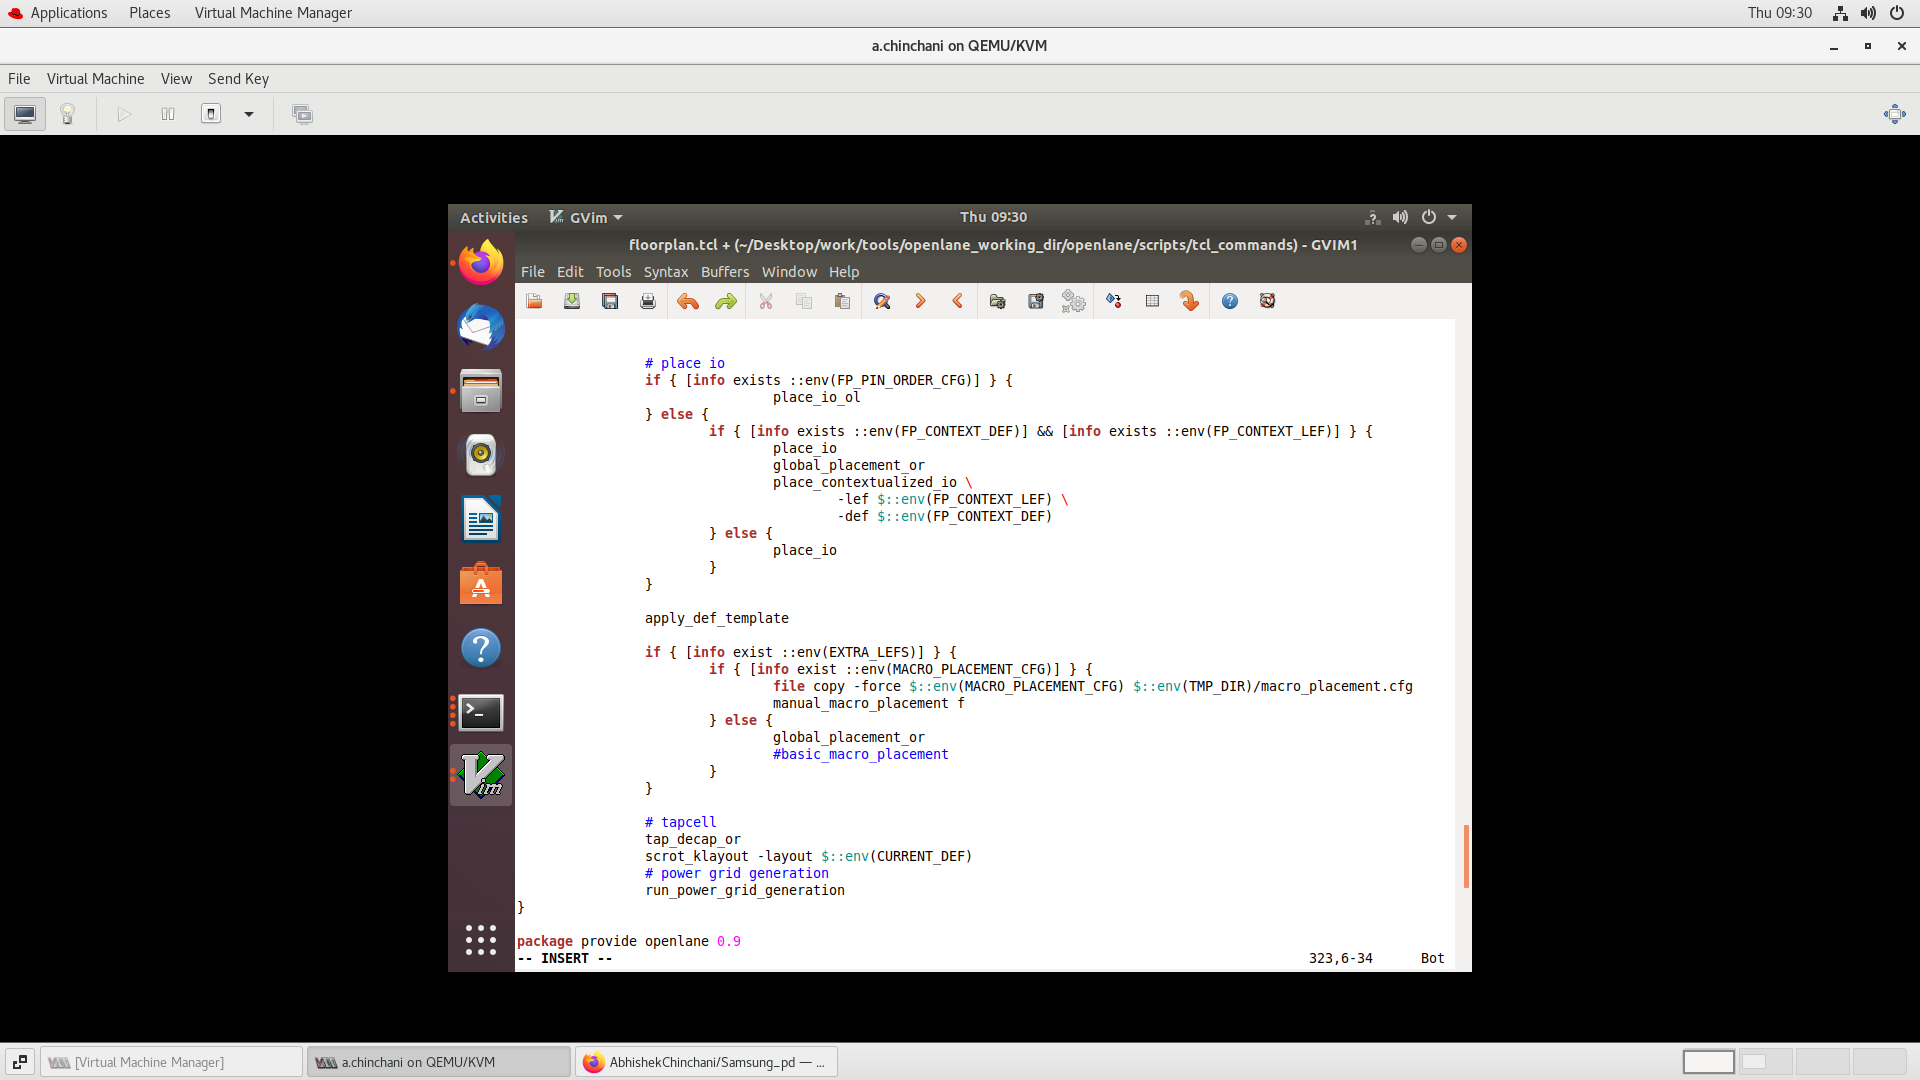 Applications Places Virtual Machine Manager Thu 09:30
a.chinchani on QEMU/KVM
File Virtual Machine View Send Key
Activities GVim Thu 09:30
floorplan.tcl + (~/Desktop/work/tools/openlane_working_dir/openlane/scripts/tcl_commands) - GVIM1
File Edit Tools Syntax Buffers Window Help
# place io
if { [info exists ::env(FP_PIN_ORDER_CFG)] } {
place_io_ol
} else {
if { [info exists ::env(FP_CONTEXT_DEF)] && [info exists ::env(FP_CONTEXT_LEF)] } {
place_io
global_placement_or
place_contextualized_io \
-lef $::env(FP_CONTEXT_LEF) \
-def $::env(FP_CONTEXT_DEF)
} else {
place_io
}
}
apply_def_template
if { [info exist ::env(EXTRA_LEFS)] } {
if { [info exist ::env(MACRO_PLACEMENT_CFG)] } {
file copy -force $::env(MACRO_PLACEMENT_CFG) $::env(TMP_DIR)/macro_placement.cfg
manual_macro_placement f
} else {
global_placement_or
#basic_macro_placement
}
}
# tapcell
tap_decap_or
scrot_klayout -layout $::env(CURRENT_DEF)
# power grid generation
run_power_grid_generation
}
package provide openlane 0.9
-- INSERT -- 323,6-34 Bot
[Virtual Machine Manager] a.chinchani on QEMU/KVM AbhishekChinchani/Samsung_pd — ...